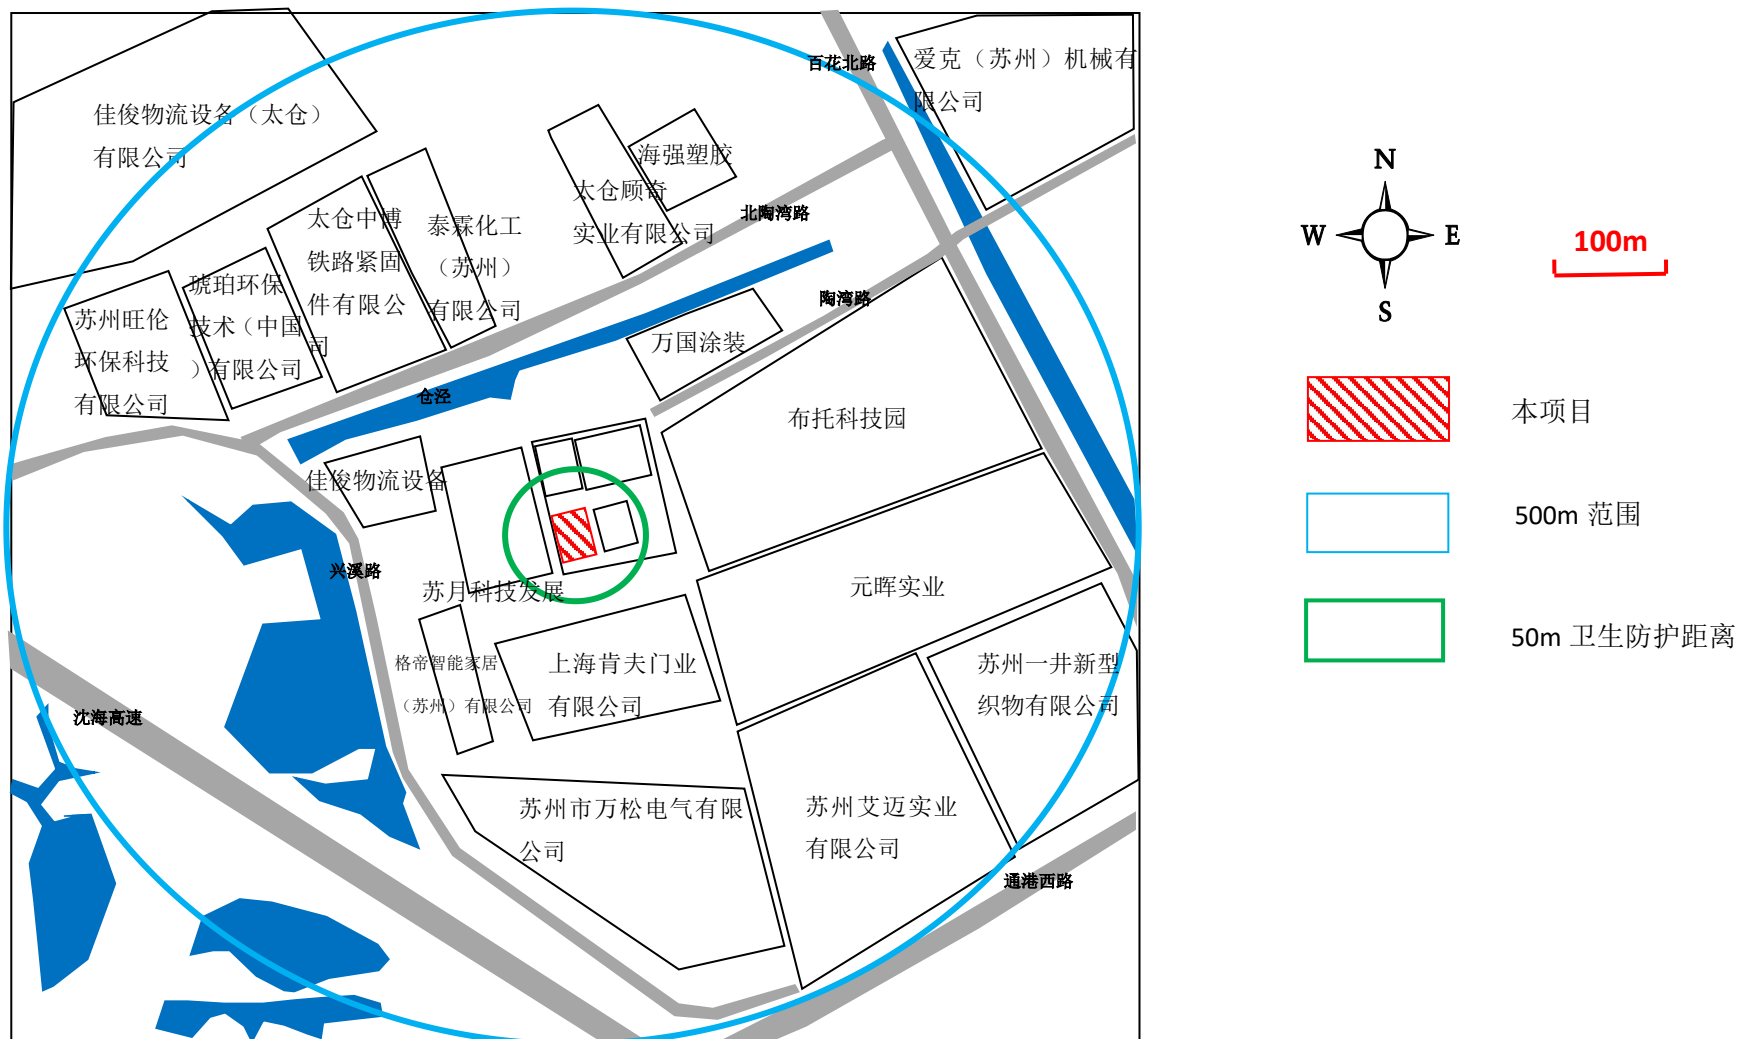 百花北路
爱克（苏州）机械有
限公司
佳俊物流设备（太仓）
有限公司
海强塑胶
太仓顾奇
实业有限公司
北陶湾路
太仓中博
铁路紧固
件有限公
司
泰霖化工
（苏州）
有限公司
琥珀环保
技术（中国
）有限公司
苏州旺伦
环保科技
有限公司
陶湾路
万国涂装
仓泾
布托科技园
佳俊物流设备
兴溪路
苏月科技发展
元晖实业
格帝智能家居
（苏州）有限公司
上海肯夫门业
有限公司
苏州一井新型
织物有限公司
沈海高速
苏州市万松电气有限
公司
苏州艾迈实业
有限公司
通港西路
N
W
E
S
100m
本项目
500m 范围
50m 卫生防护距离